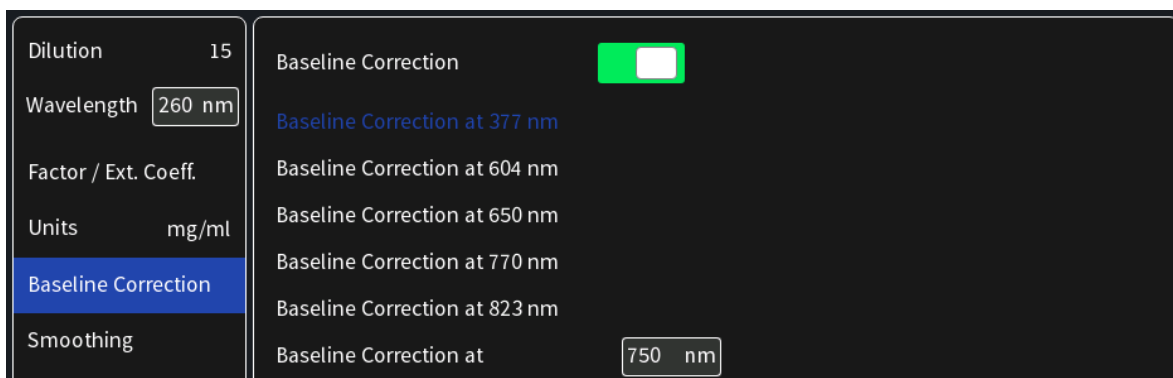 Dilution 15
Wavelength 260 nm
Factor / Ext. Coeff.
Units mg/ml
Baseline Correction
Smoothing
Baseline Correction
Baseline Correction at 377 nm
Baseline Correction at 604 nm
Baseline Correction at 650 nm
Baseline Correction at 770 nm
Baseline Correction at 823 nm
Baseline Correction at 750 nm